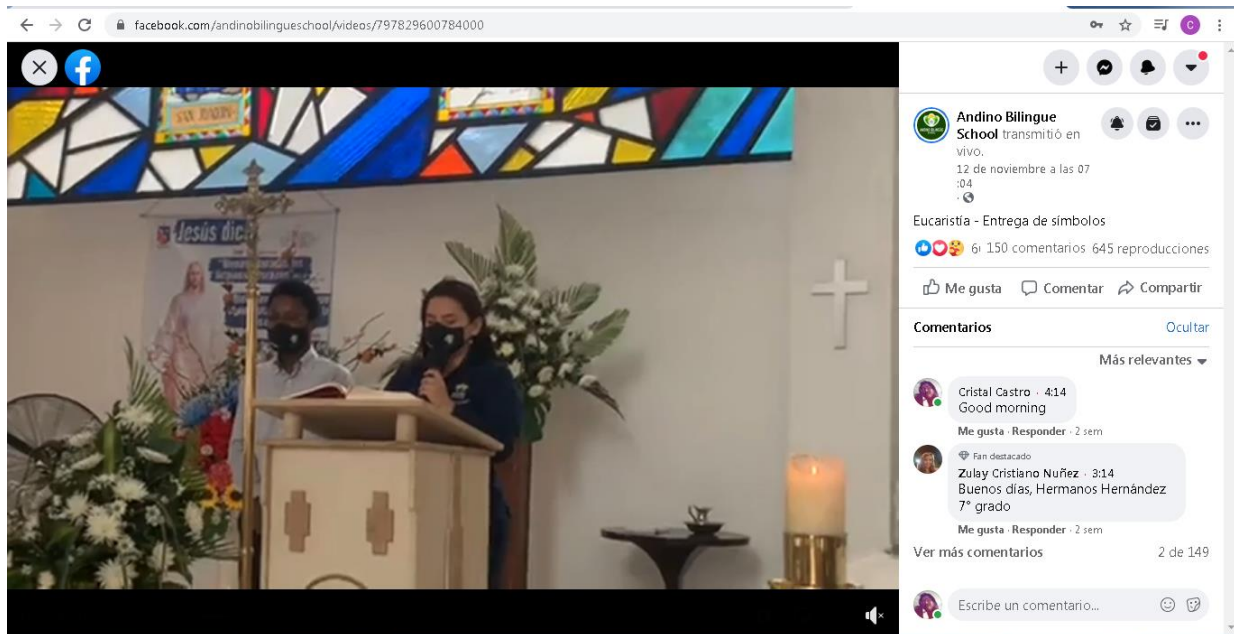 facebook.com/andinobilingueschool/videos/797829600784000
C
SAN MARCOS
Jesús dice
Andino Bilingue
School transmitió en
vivo.
12 de noviembre a las 07
:04
Eucaristía - Entrega de símbolos
150 comentarios 645 reproducciones
Me gusta Comentar Compartir
Comentarios Ocultar
Más relevantes
Cristal Castro · 4:14
Good morning
Me gusta · Responder · 2 sem
Fan destacado
Zulay Cristiano Nuñez · 3:14
Buenos días, Hermanos Hernández
7° grado
Me gusta · Responder · 2 sem
Ver más comentarios 2 de 149
Escribe un comentario...